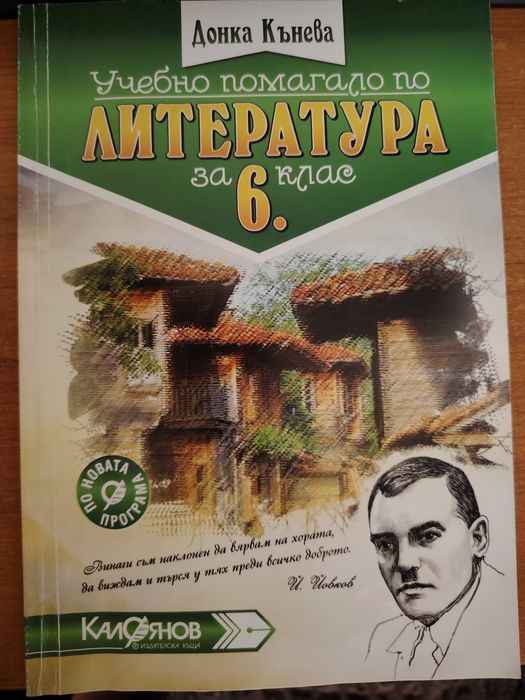 Донка Кънева
Учебно помагало по
ЛИТЕРАТУРА
за 6. клас
ПО НОВАТА
ПРОГРАМА
Винаги съм наклонен да вярвам на хората,
да виждам и търся у тях преди всичко доброто.
Й. Йовков
КАЛОЯНОВ
ИЗДАТЕЛСКА КЪЩА